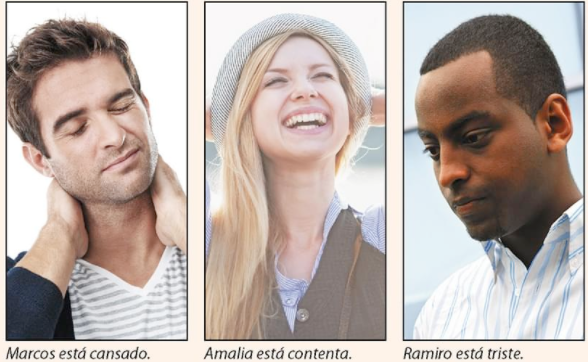 Marcos está cansado.
Amalia está contenta.
Ramiro está triste.